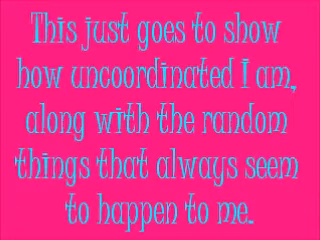 This just goes to show
how uncoordinated I am,
along with the random
things that always seem
to happen to me.